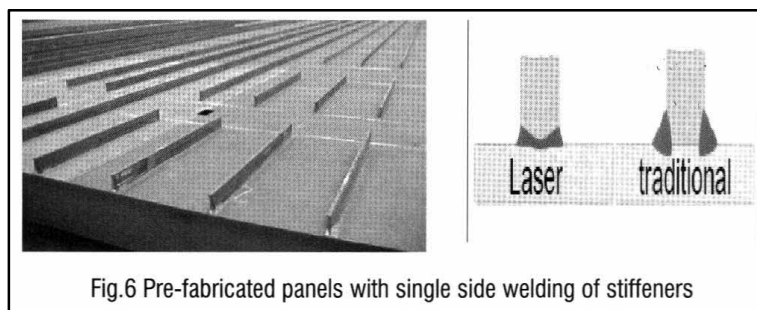 Laser
traditional
Fig.6 Pre-fabricated panels with single side welding of stiffeners